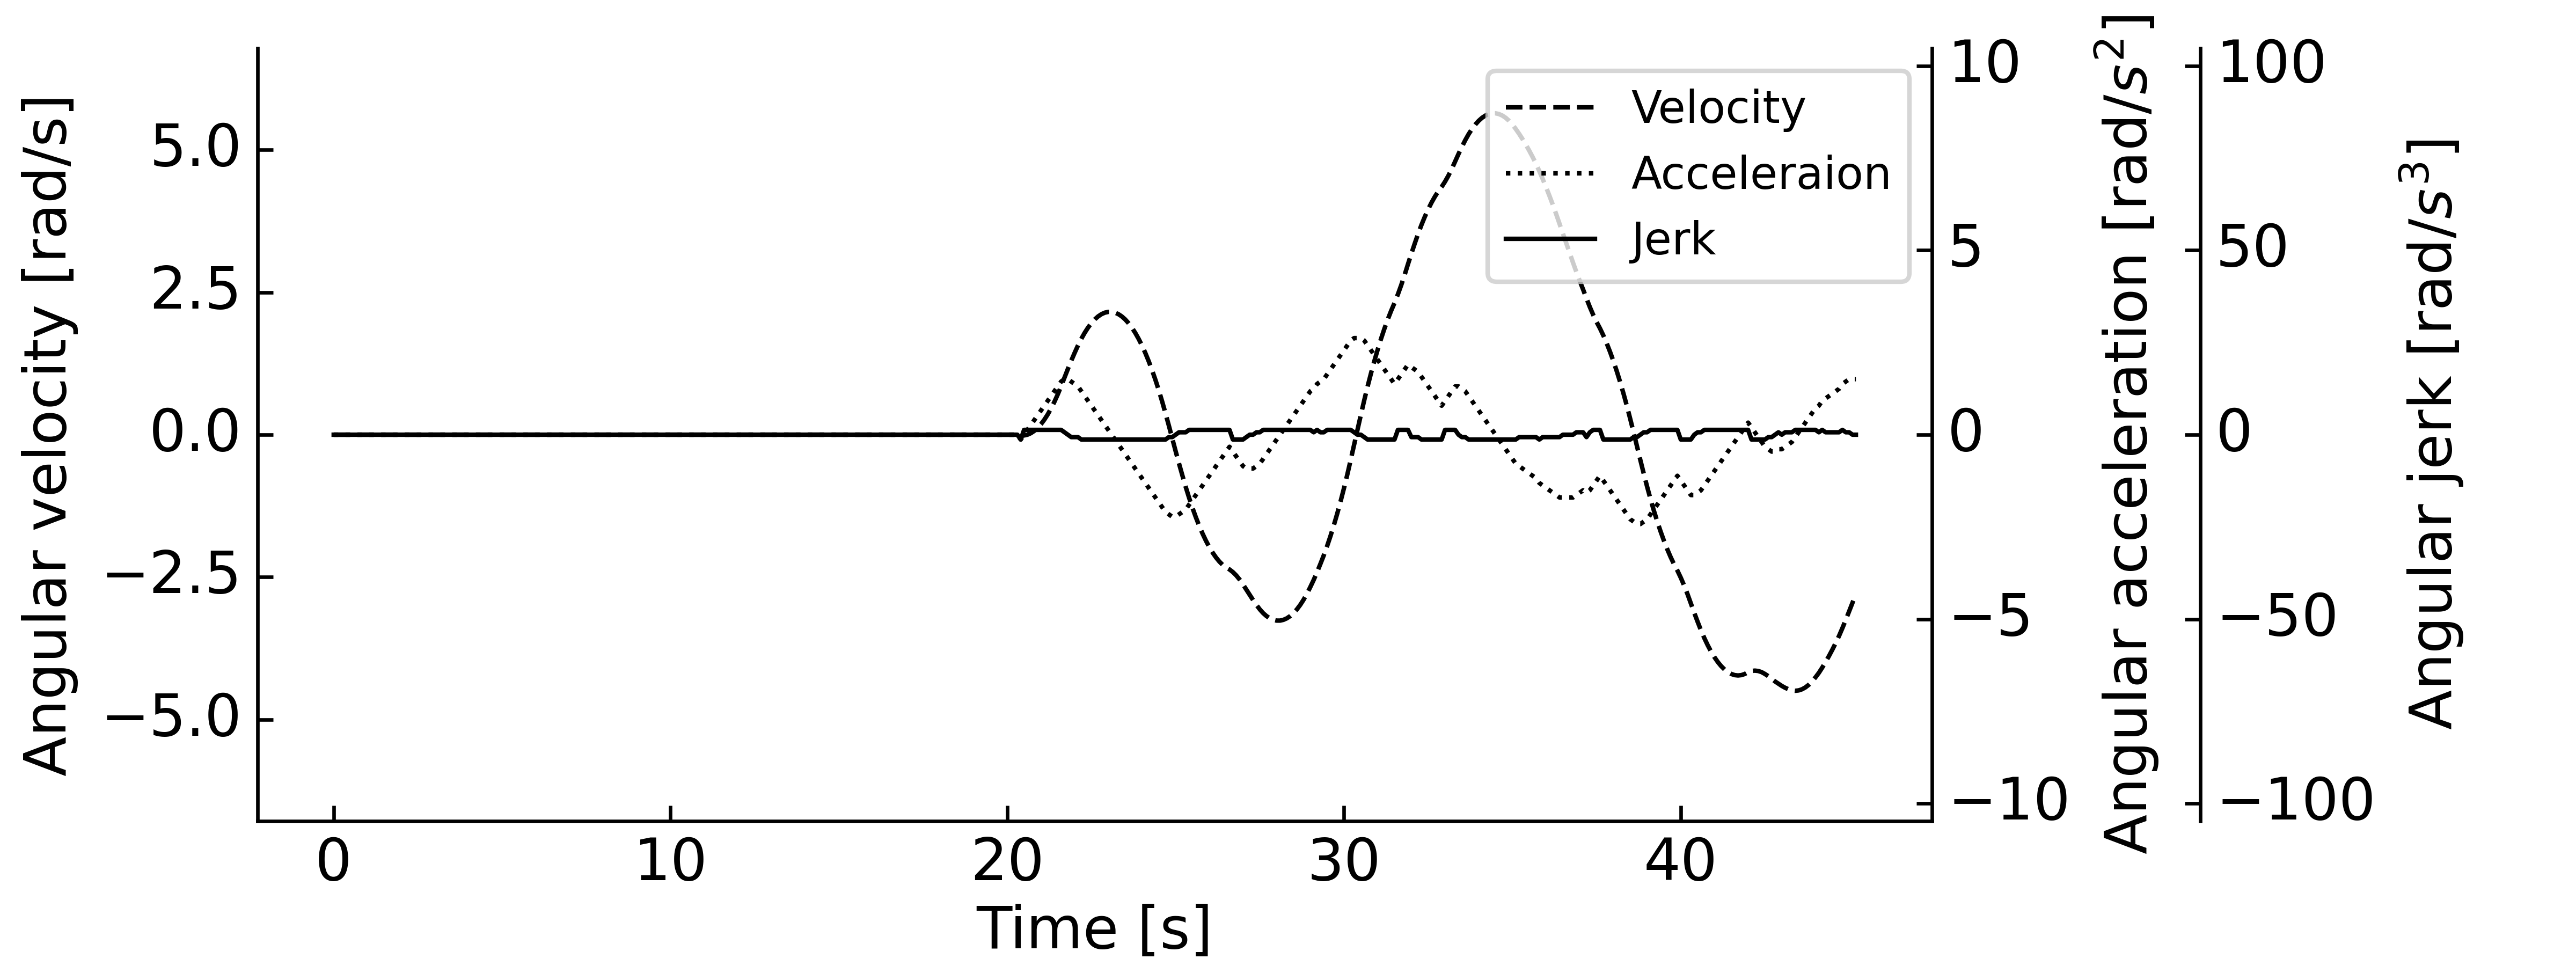 Angular velocity [rad/s]
5.0
2.5
0.0
−2.5
−5.0
0
10
20
30
40
Time [s]
Velocity
Acceleraion
Jerk
10
5
0
−5
−10
Angular acceleration [rad/s²]
100
50
0
−50
−100
Angular jerk [rad/s³]